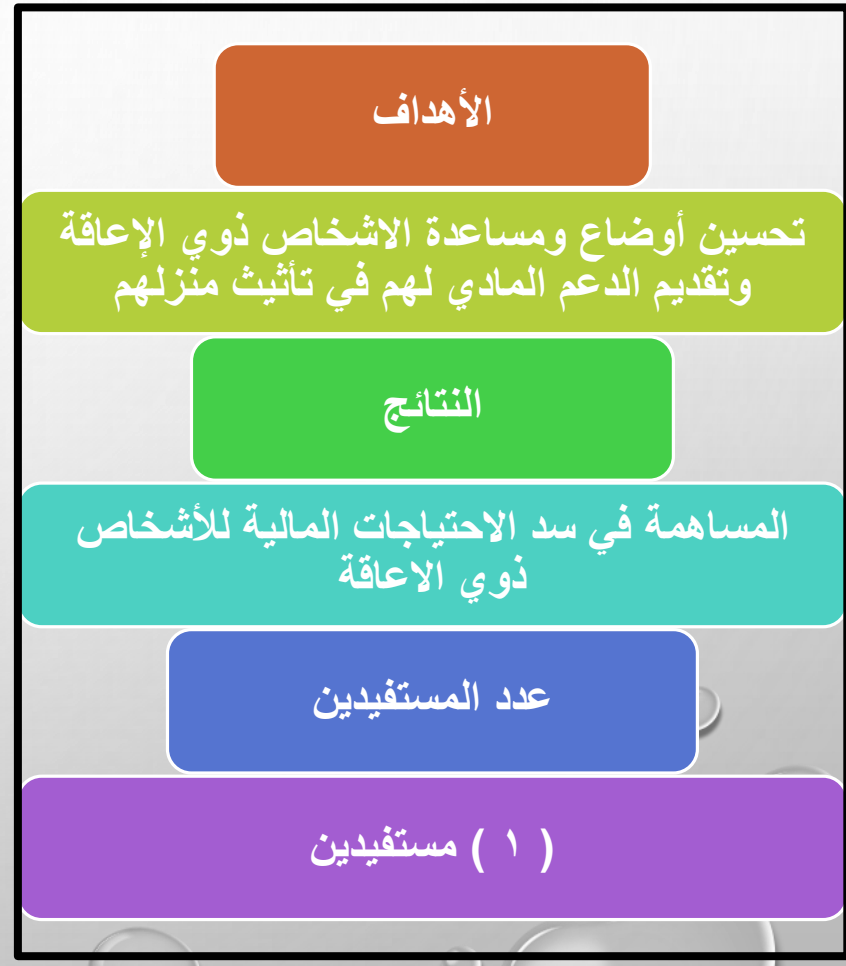 الأهداف
تحسين أوضاع ومساعدة الاشخاص ذوي الإعاقة
وتقديم الدعم المادي لهم في تأثيث منزلهم
النتائج
المساهمة في سد الاحتياجات المالية للأشخاص
ذوي الاعاقة
عدد المستفيدين
( ١ ) مستفيدين